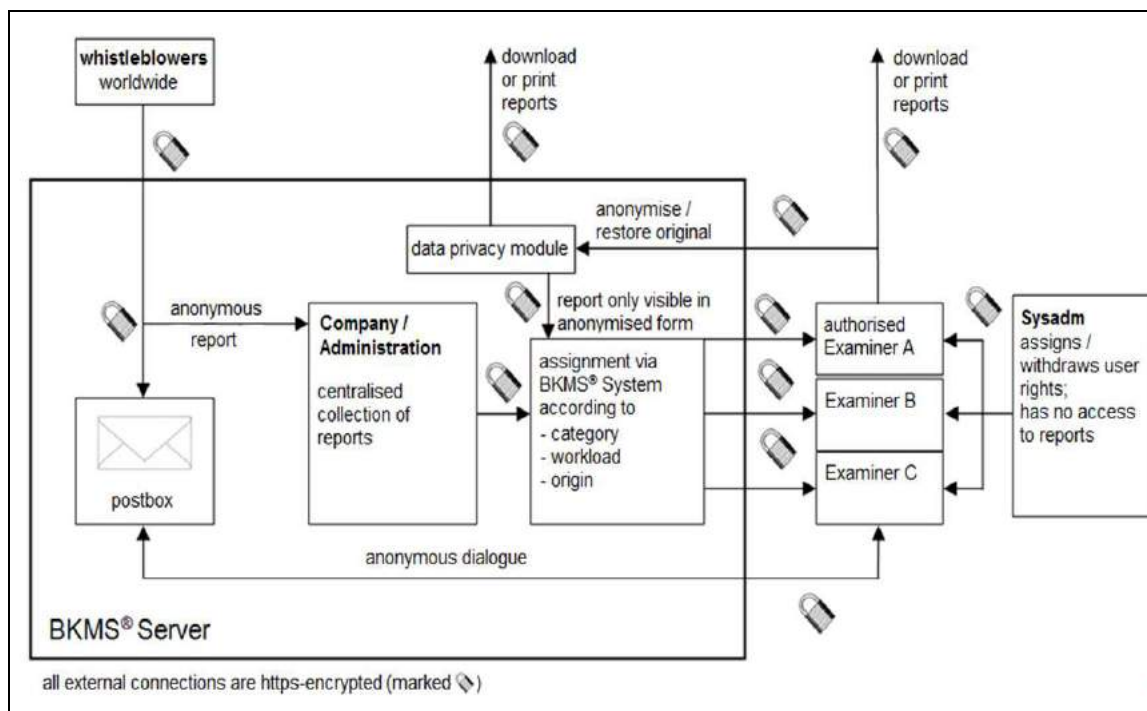 whistleblowers
worldwide
download
or print
reports
download
or print
reports
anonymise /
restore original
data privacy module
anonymous
report
report only visible in
anonymised form
Company /
Administration
centralised
collection of
reports
assignment via
BKMS® System
according to
- category
- workload
- origin
authorised
Examiner A
Examiner B
Examiner C
Sysadm
assigns /
withdraws user
rights;
has no access
to reports
postbox
anonymous dialogue
BKMS® Server
all external connections are https-encrypted (marked )